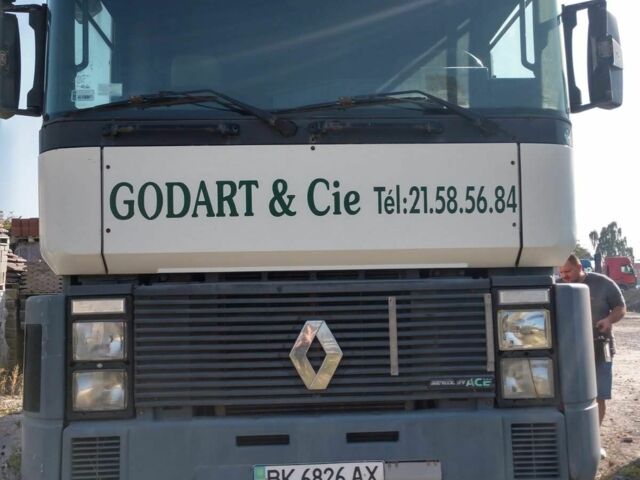 GODART & Cie Tél:21.58.56.84
ACE
BK 6826 AX